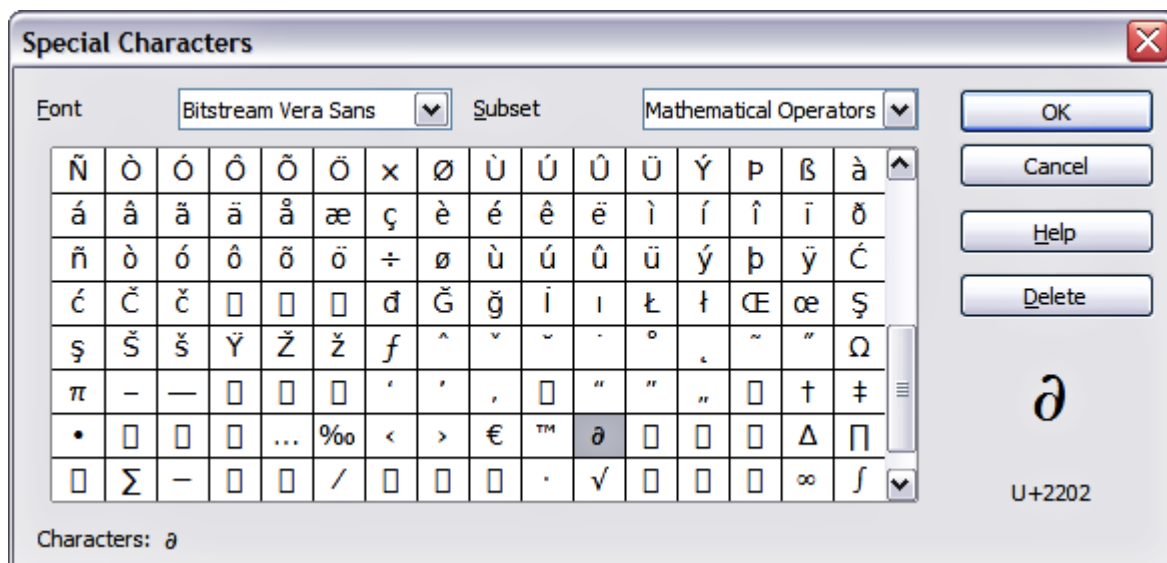 Special Characters
Font Bitstream Vera Sans Subset Mathematical Operators OK
Ñ Ò Ó Ô Õ Ö × Ø Ù Ú Û Ü Ý Þ ß à
Cancel
á â ã ä å æ ç è é ê ë ì í î ï ð
Help
ñ ò ó ô õ ö ÷ ø ù ú û ü ý þ ÿ Ć
ć Č č □ □ □ đ Ğ ğ İ ı Ł ł Œ œ Ş
Delete
ş Š š Ÿ Ž ž ƒ ˆ ˇ ˘ ˙ ˚ ˛ ˜ ˝ Ω
π – — □ □ □ ‘ ’ ‚ □ “ ” „ □ † ‡
• □ □ □ … ‰ ‹ › € ™ ∂ □ □ □ ∆ ∏
□ ∑ − □ □ ∕ □ □ □ ∙ √ □ □ □ ∞ ∫
∂
U+2202
Characters: ∂